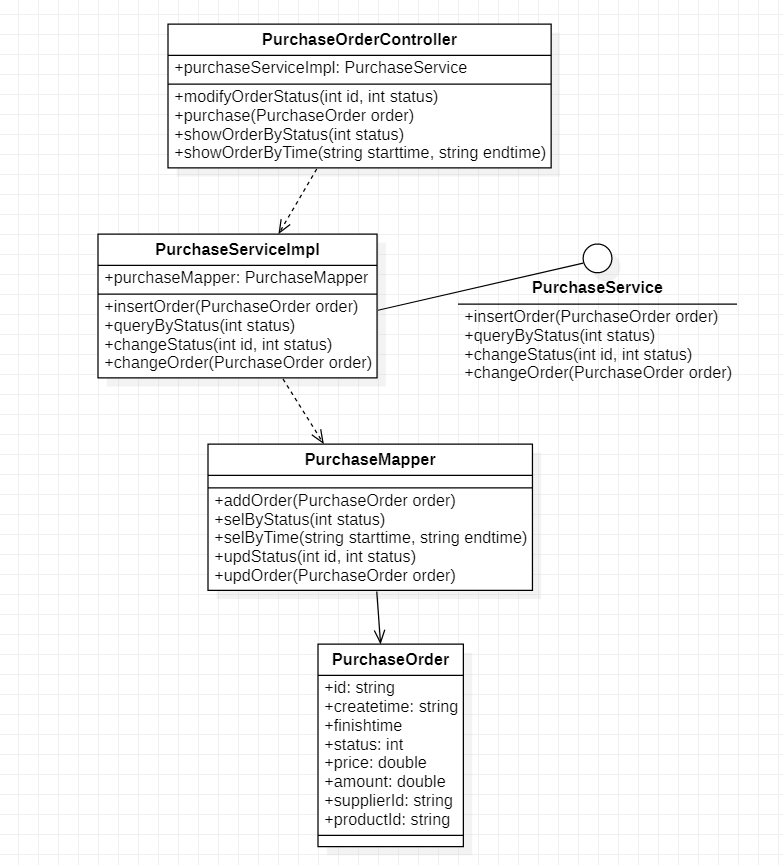 PurchaseOrderController
+purchaseServiceImpl: PurchaseService
+modifyOrderStatus(int id, int status)
+purchase(PurchaseOrder order)
+showOrderByStatus(int status)
+showOrderByTime(string starttime, string endtime)
PurchaseServiceImpl
+purchaseMapper: PurchaseMapper
+insertOrder(PurchaseOrder order)
+queryByStatus(int status)
+changeStatus(int id, int status)
+changeOrder(PurchaseOrder order)
PurchaseService
+insertOrder(PurchaseOrder order)
+queryByStatus(int status)
+changeStatus(int id, int status)
+changeOrder(PurchaseOrder order)
PurchaseMapper
+addOrder(PurchaseOrder order)
+selByStatus(int status)
+selByTime(string starttime, string endtime)
+updStatus(int id, int status)
+updOrder(PurchaseOrder order)
PurchaseOrder
+id: string
+createtime: string
+finishtime
+status: int
+price: double
+amount: double
+supplierId: string
+productId: string